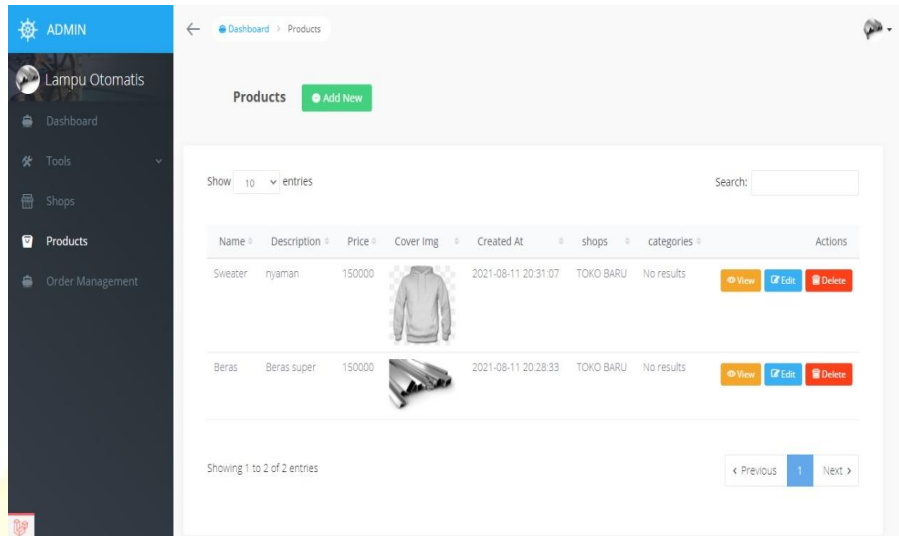 ADMIN
Dashboard > Products
Lampu Otomatis
Dashboard
Tools
Shops
Products
Order Management
Products Add New
Show 10 entries Search:
Name Description Price Cover Img Created At shops categories Actions
Sweater nyaman 150000 2021-08-11 20:31:07 TOKO BARU No results View Edit Delete
Beras Beras super 150000 2021-08-11 20:28:33 TOKO BARU No results View Edit Delete
Showing 1 to 2 of 2 entries
‹ Previous 1 Next ›